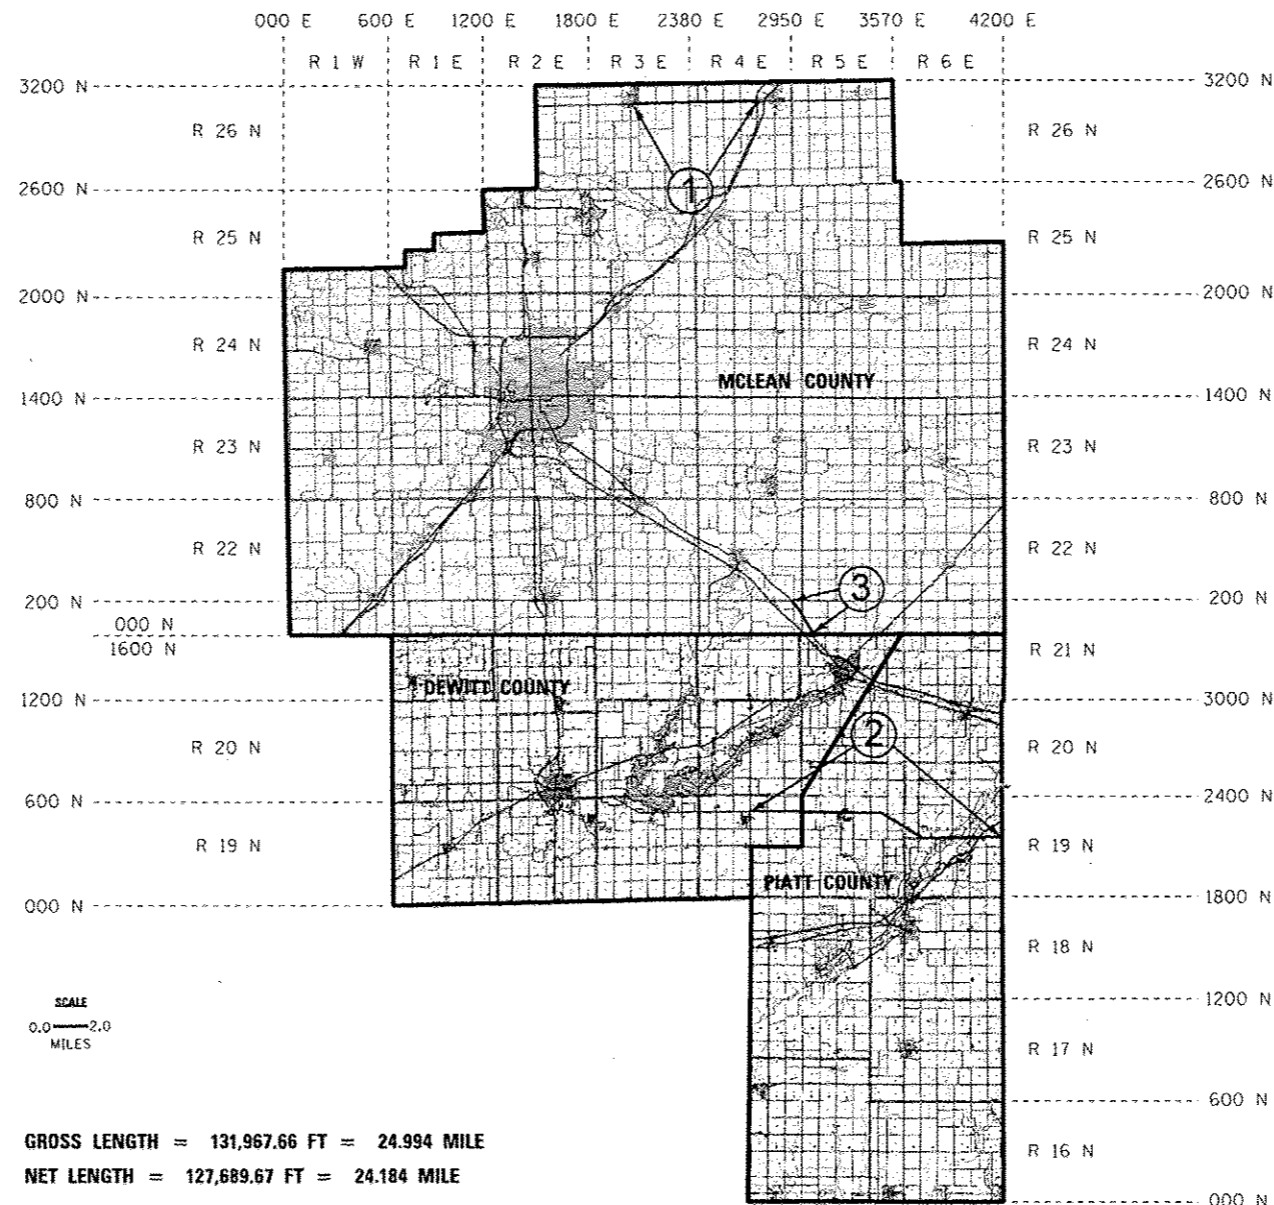 000 E 600 E 1200 E 1800 E 2380 E 2950 E 3570 E 4200 E
R 1 W R 1 E R 2 E R 3 E R 4 E R 5 E R 6 E
3200 N 3200 N
R 26 N R 26 N
1
2600 N 2600 N
R 25 N R 25 N
2000 N 2000 N
R 24 N R 24 N
MCLEAN COUNTY
1400 N 1400 N
R 23 N R 23 N
800 N 800 N
R 22 N R 22 N
3
200 N 200 N
000 N
1600 N
R 21 N
DEWITT COUNTY
1200 N 3000 N
2
R 20 N R 20 N
600 N 2400 N
R 19 N R 19 N
PIATT COUNTY
000 N 1800 N
R 18 N
SCALE
0.0 2.0
MILES
1200 N
R 17 N
600 N
GROSS LENGTH = 131,967.66 FT = 24.994 MILE
R 16 N
NET LENGTH = 127,689.67 FT = 24.184 MILE
000 N